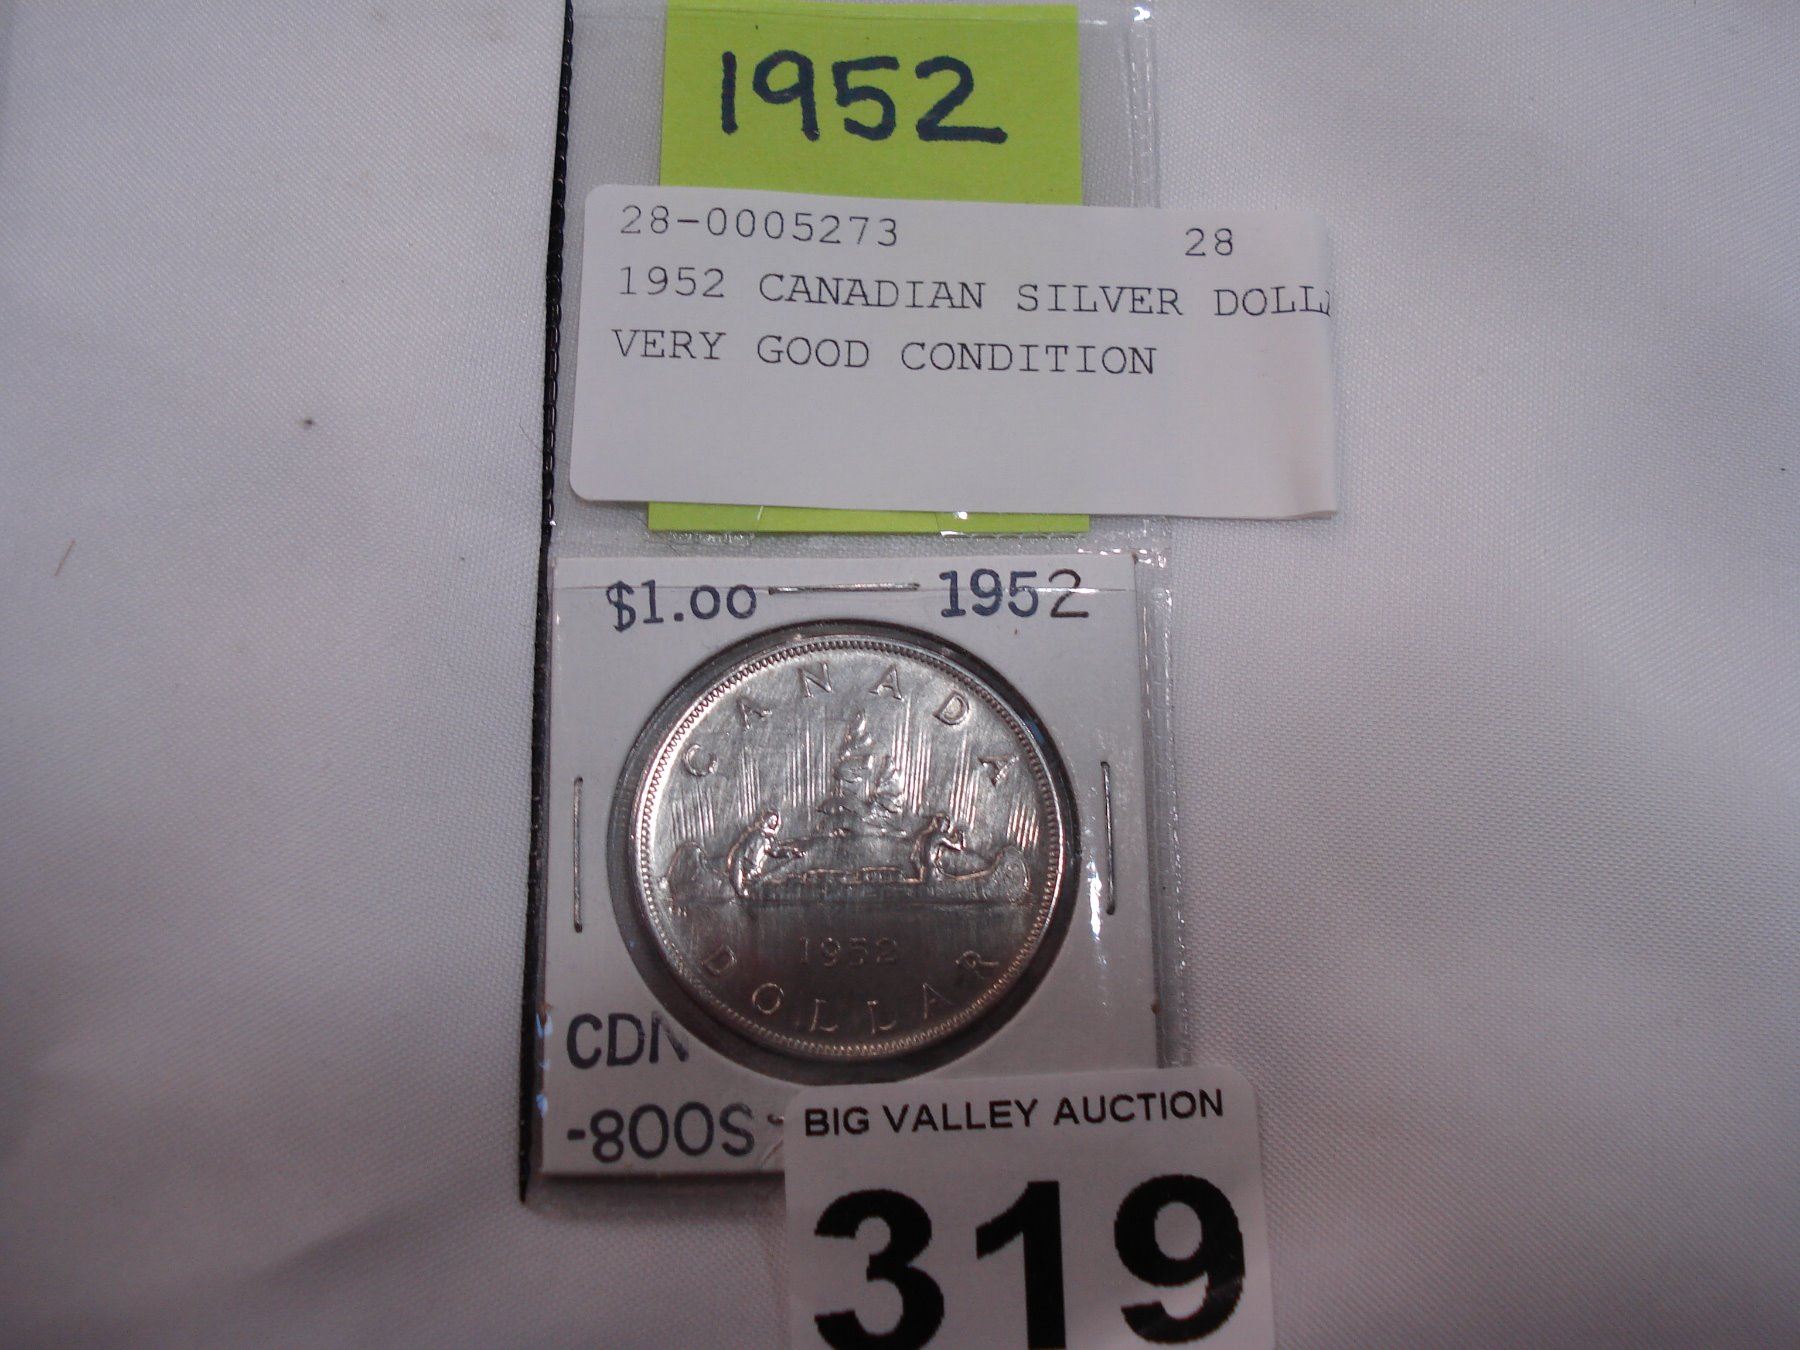 1952
28-0005273 28
1952 CANADIAN SILVER DOLL
VERY GOOD CONDITION
$1.00 1952
CANADA
1952
DOLLAR
CDN
-800S
BIG VALLEY AUCTION
319